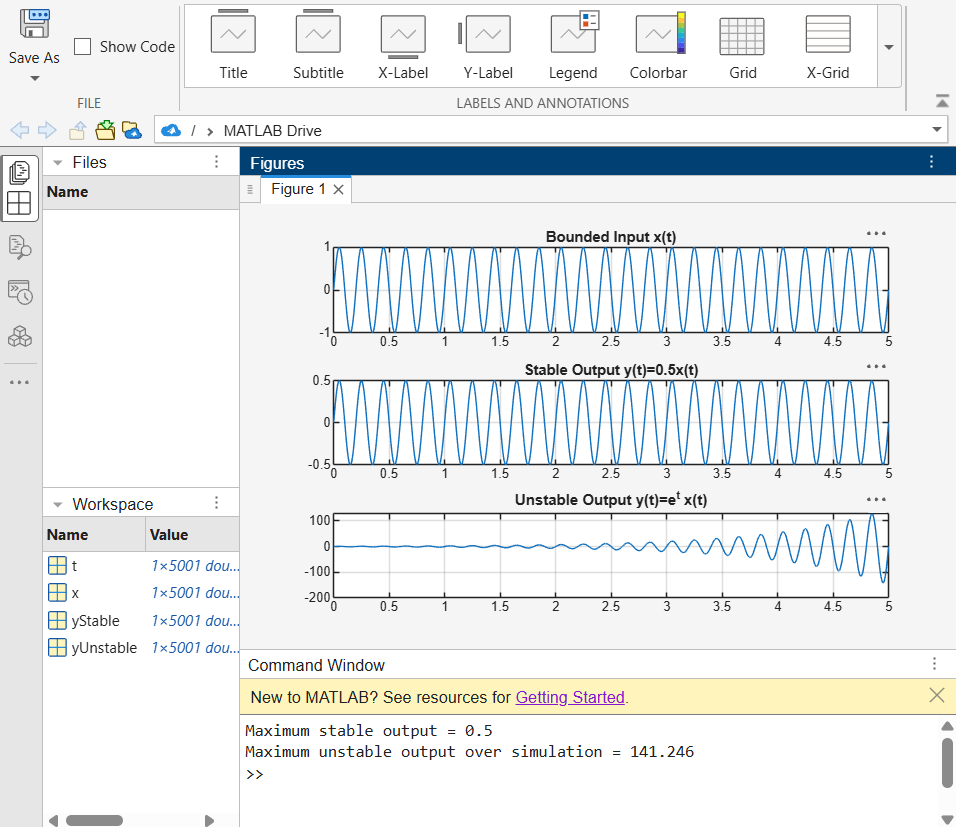 Save As
Show Code
Title
Subtitle
X-Label
Y-Label
Legend
Colorbar
Grid
X-Grid
FILE
LABELS AND ANNOTATIONS
/ › MATLAB Drive
Files
Name
Figures
Figure 1
Bounded Input x(t)
1
0
-1
0 0.5 1 1.5 2 2.5 3 3.5 4 4.5 5
Stable Output y(t)=0.5x(t)
0.5
0
-0.5
0 0.5 1 1.5 2 2.5 3 3.5 4 4.5 5
Unstable Output y(t)=e^t x(t)
100
0
-100
-200
0 0.5 1 1.5 2 2.5 3 3.5 4 4.5 5
Workspace
Name Value
t 1×5001 dou...
x 1×5001 dou...
yStable 1×5001 dou...
yUnstable 1×5001 dou...
Command Window
New to MATLAB? See resources for Getting Started.
Maximum stable output = 0.5
Maximum unstable output over simulation = 141.246
>>